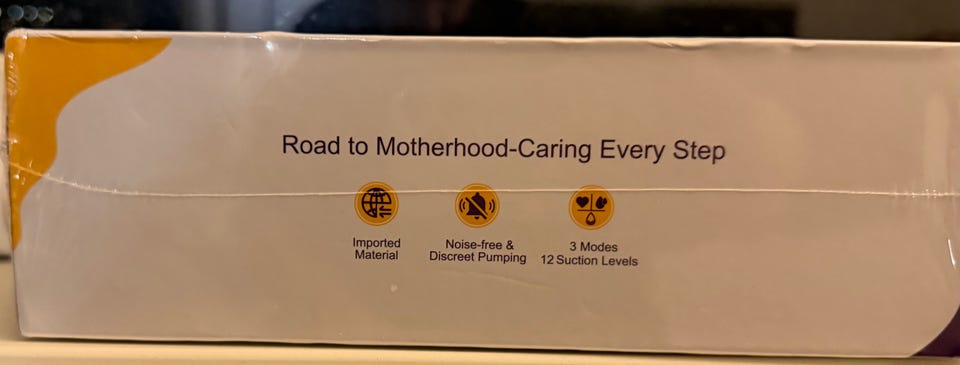 Road to Motherhood-Caring Every Step
Imported
Material
Noise-free &
Discreet Pumping
3 Modes
12 Suction Levels